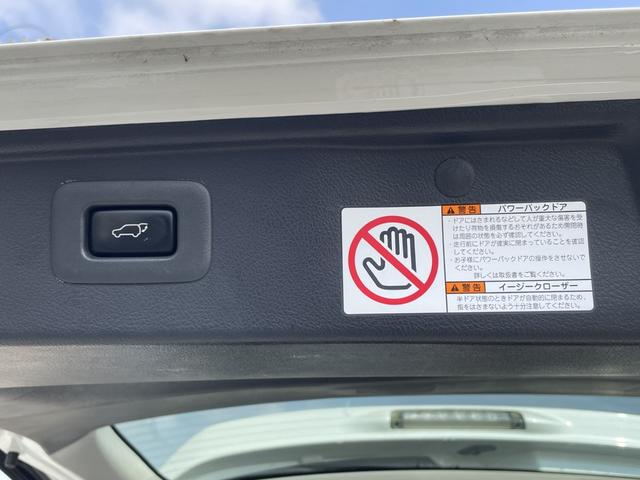 警告 パワーバックドア
・ドアにはさまれるなどして人が重大な傷害を
受けたり荷物を損傷するおそれがあるため開閉時
は周囲の状態を必ず確認してください。
・走行前にドアが確実に閉まっていることを確認
してください。
・お子様にパワーバックドアの操作をさせないで
ください。
詳しくは取扱書をご覧ください。
警告 イージークローザー
半ドア状態のときドアが自動的に閉まるため、
指をはさまないよう十分注意してください。